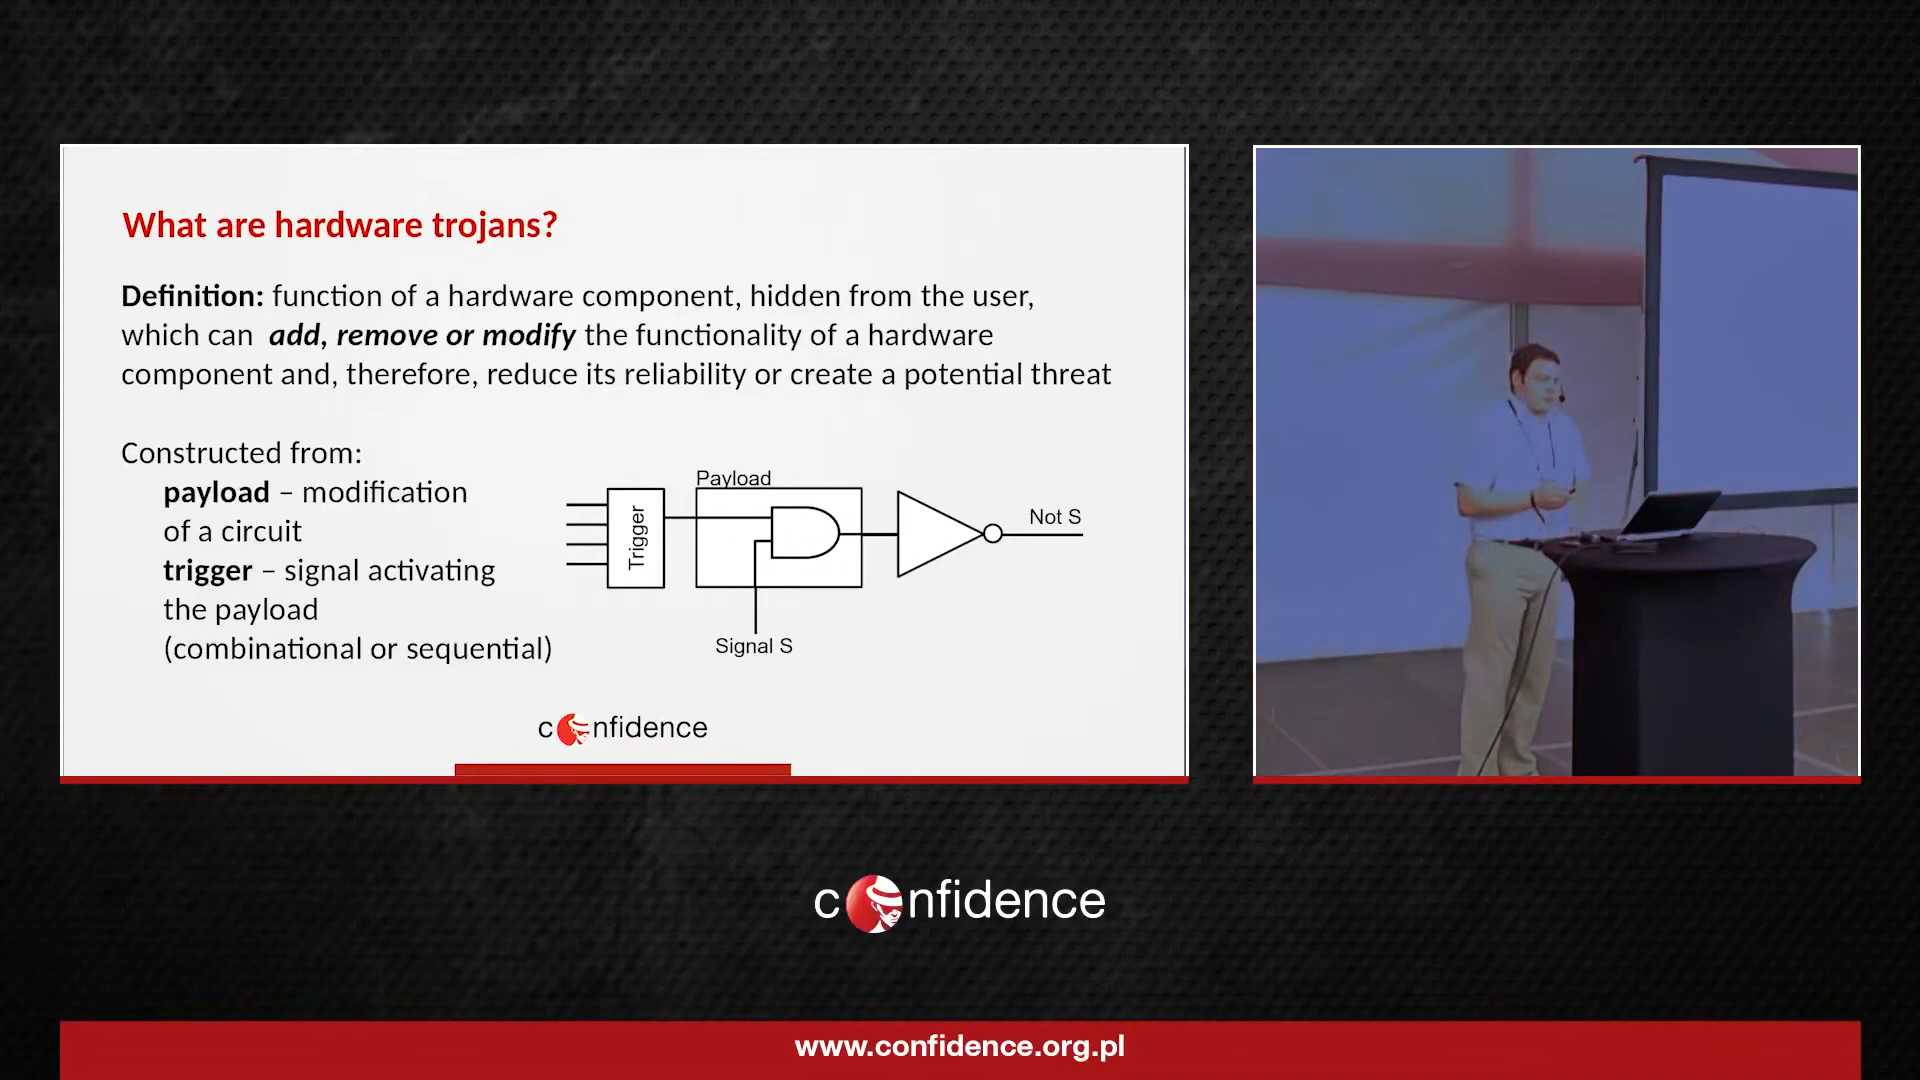 What are hardware trojans?
Definition: function of a hardware component, hidden from the user,
which can add, remove or modify the functionality of a hardware
component and, therefore, reduce its reliability or create a potential threat
Constructed from:
payload – modification
of a circuit
trigger – signal activating
the payload
(combinational or sequential)
Payload
Trigger
Not S
Signal S
confidence
confidence
www.confidence.org.pl